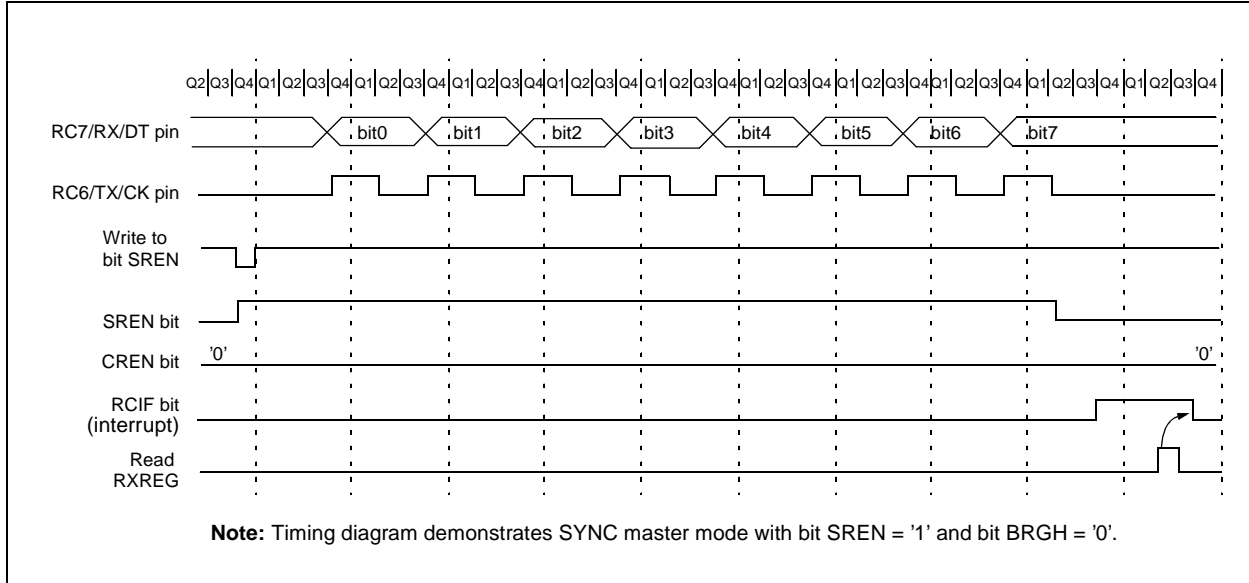 Q2 Q3 Q4 Q1 Q2 Q3 Q4 Q1 Q2 Q3 Q4 Q1 Q2 Q3 Q4 Q1 Q2 Q3 Q4 Q1 Q2 Q3 Q4 Q1 Q2 Q3 Q4 Q1 Q2 Q3 Q4 Q1 Q2 Q3 Q4 Q1 Q2 Q3 Q4 Q1 Q2 Q3 Q4
RC7/RX/DT pin bit0 bit1 bit2 bit3 bit4 bit5 bit6 bit7
RC6/TX/CK pin
Write to
bit SREN
SREN bit
CREN bit '0' '0'
RCIF bit
(interrupt)
Read
RXREG
Note: Timing diagram demonstrates SYNC master mode with bit SREN = '1' and bit BRGH = '0'.